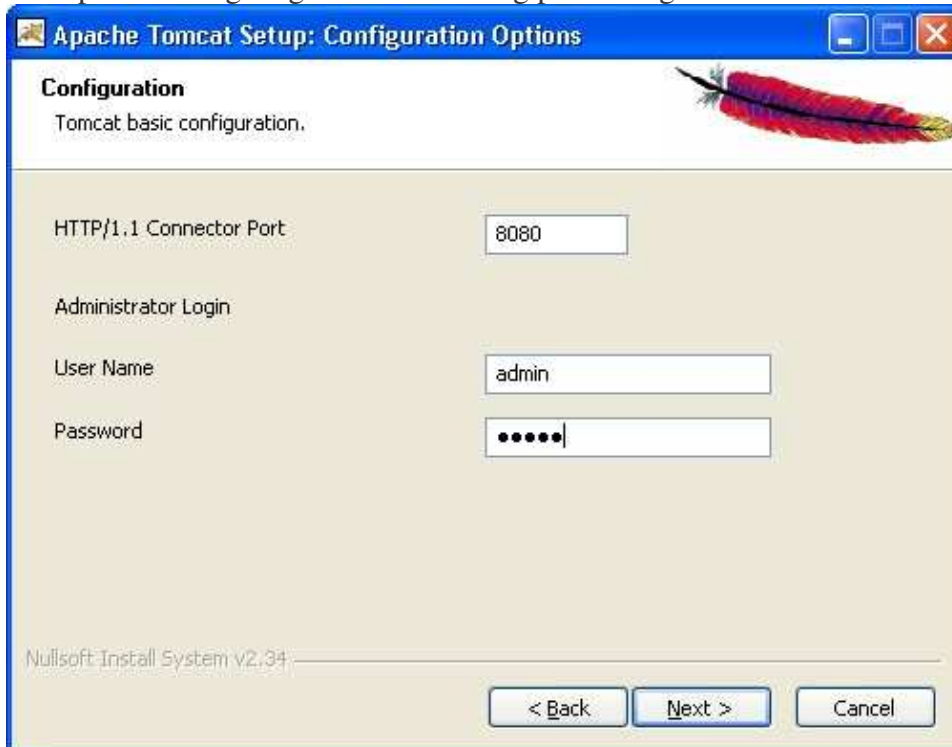 Apache Tomcat Setup: Configuration Options
Configuration
Tomcat basic configuration.
HTTP/1.1 Connector Port 8080
Administrator Login
User Name admin
Password •••••
Nullsoft Install System v2.34
< Back Next > Cancel